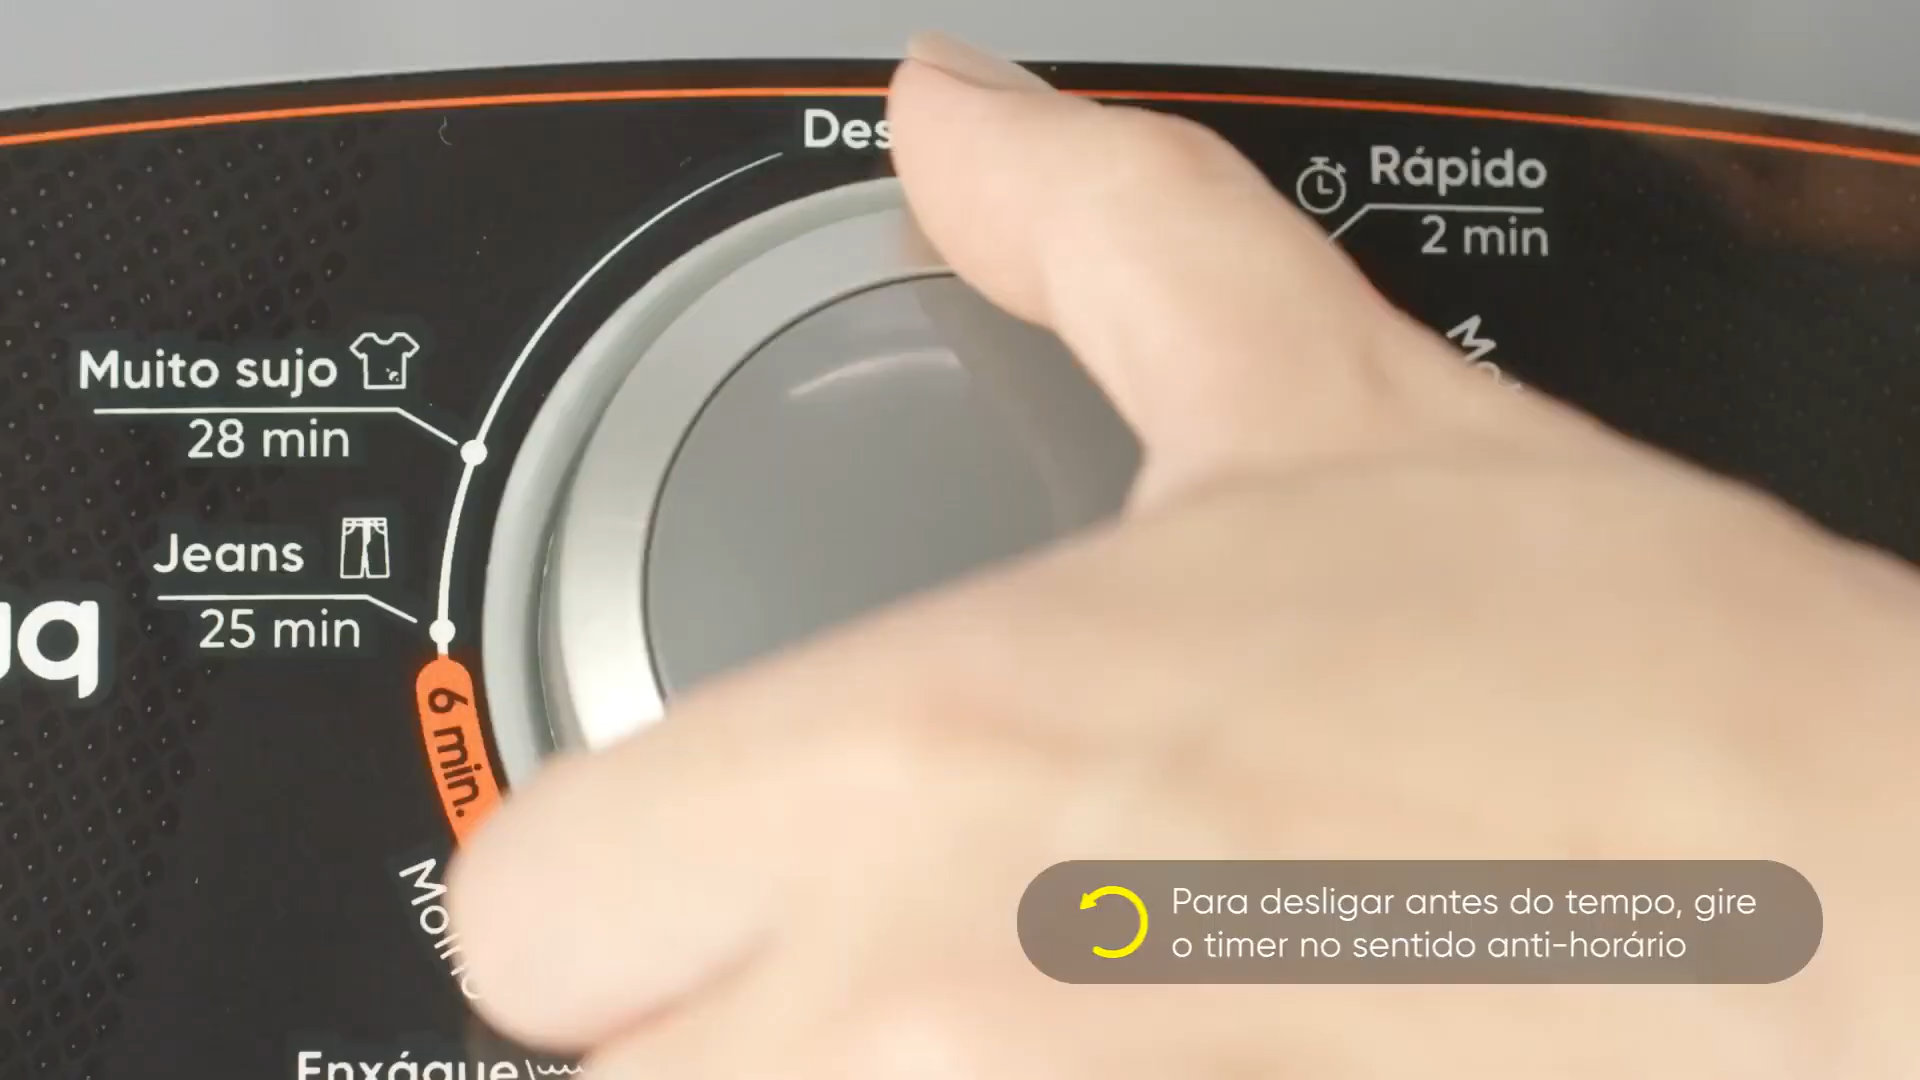 Rápido
2 min
Muito sujo
28 min
Jeans
25 min
6 min.
Enxágue
Para desligar antes do tempo, gire
o timer no sentido anti-horário